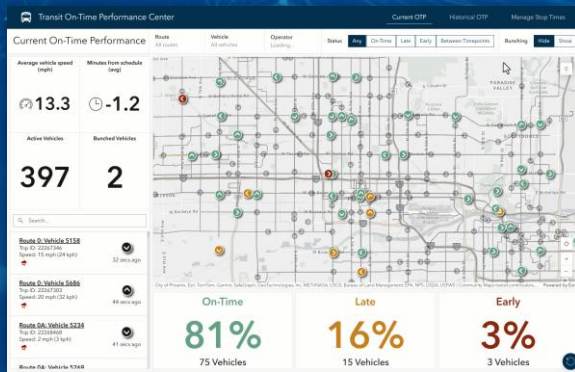 Transit On-Time Performance Center
Current OTP
Historical OTP
Manage Stop Times
Current On-Time Performance
Route
All routes
Vehicle
All vehicles
Operator
Loading...
Status
Any
On-Time
Late
Early
Between Timepoints
Bunching
Hide
Show
Average vehicle speed
(mph)
Minutes from schedule
(avg)
13.3
-1.2
Active Vehicles
Bunched Vehicles
397
2
Search...
Route 0: Vehicle 5158
Trip ID: 22267346
Speed: 15 mph (24 kph)
32 secs ago
Route 0: Vehicle 5686
Trip ID: 22267303
Speed: 20 mph (32 kph)
44 secs ago
Route 0A: Vehicle 5234
Trip ID: 22268468
Speed: 2 mph (3 kph)
41 secs ago
Route 0A: Vehicle 5269
PARADISE
VALLEY
On-Time
Late
Early
81%
16%
3%
75 Vehicles
15 Vehicles
3 Vehicles